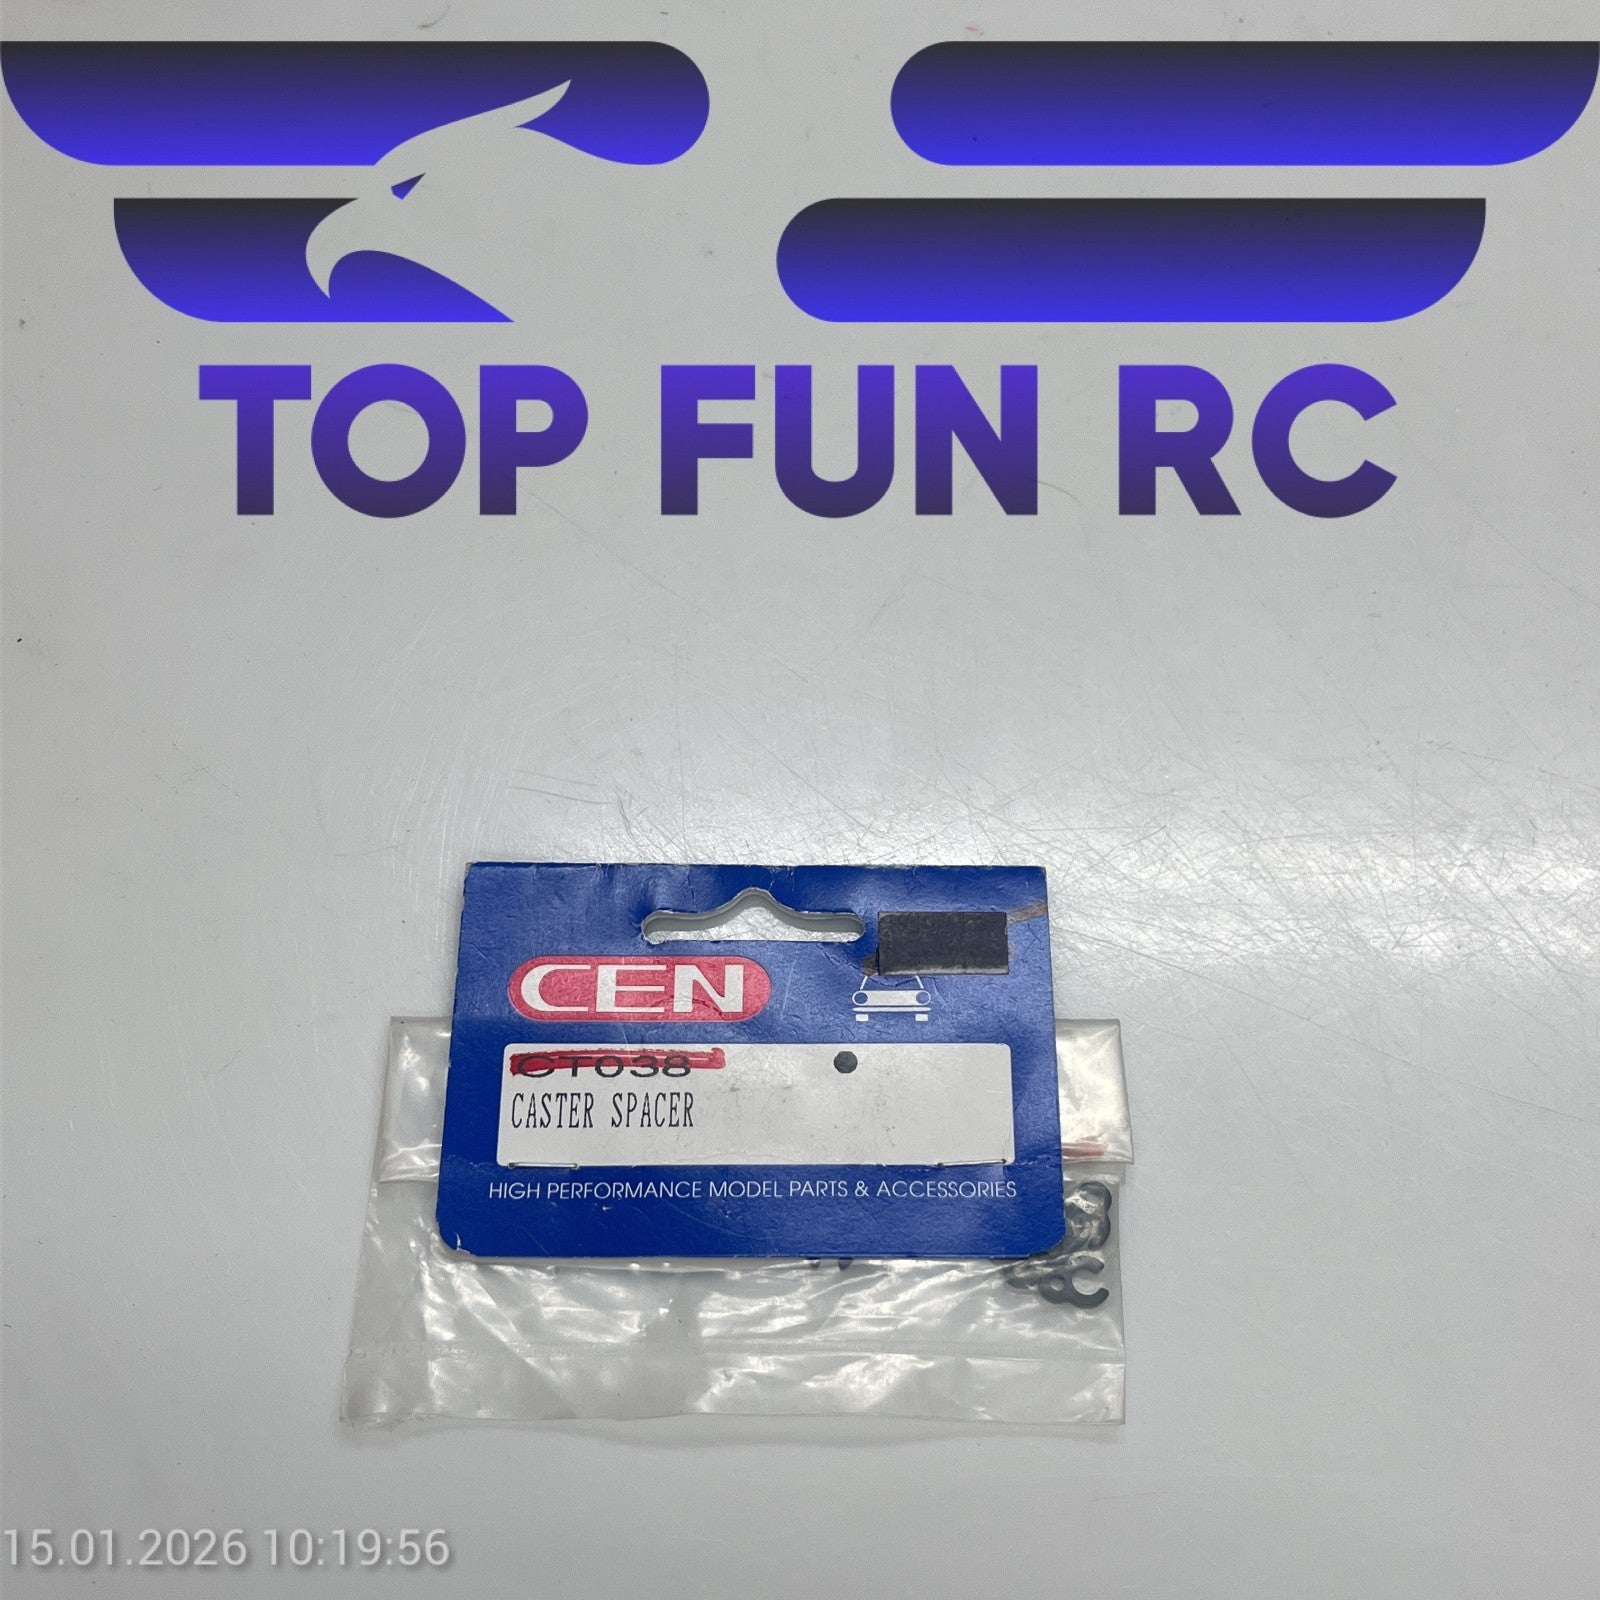 TOP FUN RC
CEN
CT038
CASTER SPACER
HIGH PERFORMANCE MODEL PARTS & ACCESSORIES
15.01.2026 10:19:56